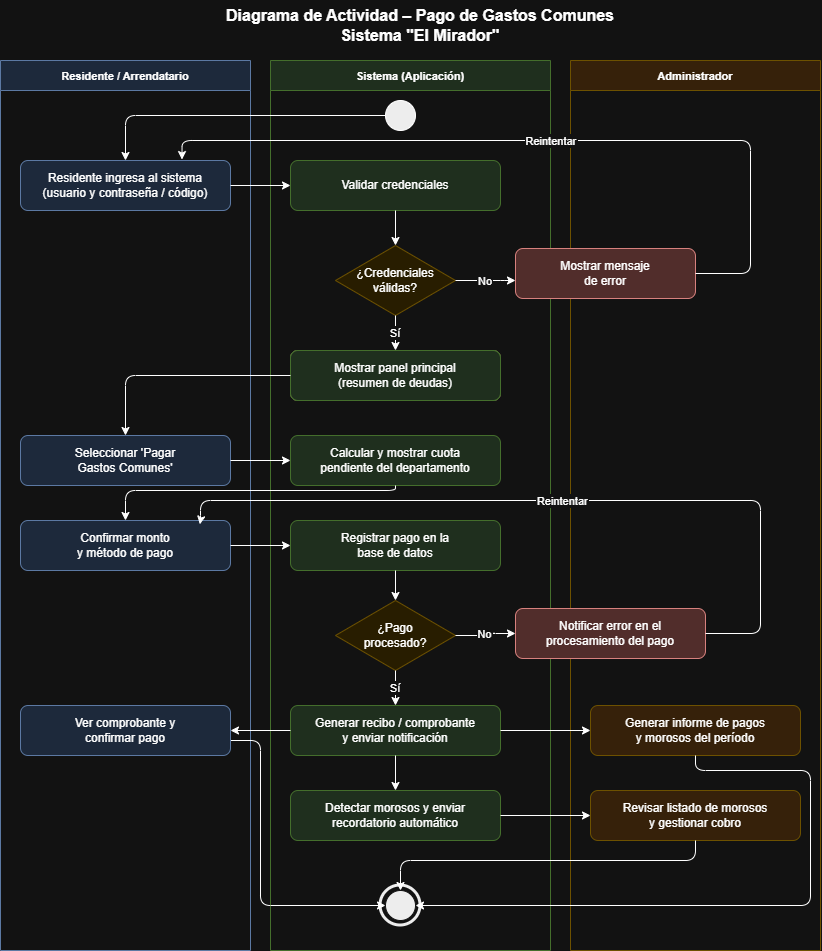 Diagrama de Actividad – Pago de Gastos Comunes
Sistema "El Mirador"
Residente / Arrendatario
Sistema (Aplicación)
Administrador
Reintentar
Residente ingresa al sistema
(usuario y contraseña / código)
Validar credenciales
¿Credenciales
válidas?
No
Mostrar mensaje
de error
Sí
Mostrar panel principal
(resumen de deudas)
Seleccionar 'Pagar
Gastos Comunes'
Calcular y mostrar cuota
pendiente del departamento
Reintentar
Confirmar monto
y método de pago
Registrar pago en la
base de datos
¿Pago
procesado?
No
Notificar error en el
procesamiento del pago
Sí
Ver comprobante y
confirmar pago
Generar recibo / comprobante
y enviar notificación
Generar informe de pagos
y morosos del período
Detectar morosos y enviar
recordatorio automático
Revisar listado de morosos
y gestionar cobro